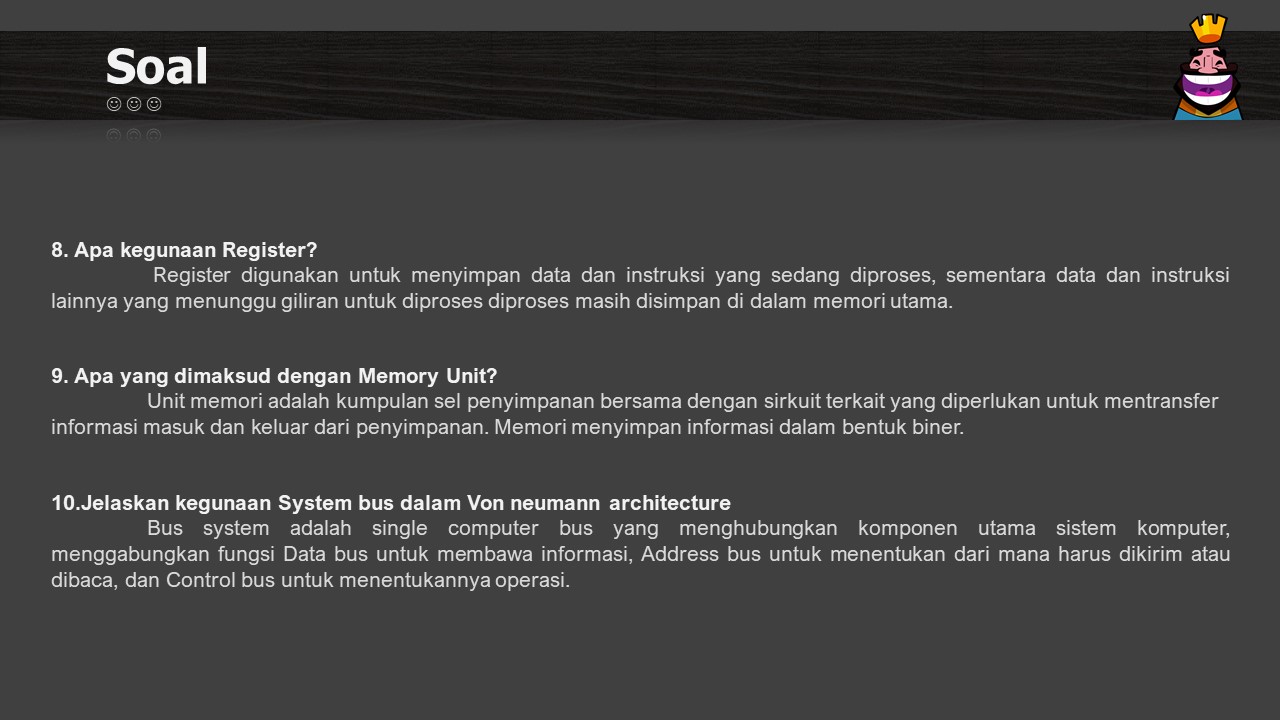 Soal
☺☺☺
8. Apa kegunaan Register?
Register digunakan untuk menyimpan data dan instruksi yang sedang diproses, sementara data dan instruksi
lainnya yang menunggu giliran untuk diproses diproses masih disimpan di dalam memori utama.
9. Apa yang dimaksud dengan Memory Unit?
Unit memori adalah kumpulan sel penyimpanan bersama dengan sirkuit terkait yang diperlukan untuk mentransfer
informasi masuk dan keluar dari penyimpanan. Memori menyimpan informasi dalam bentuk biner.
10.Jelaskan kegunaan System bus dalam Von neumann architecture
Bus system adalah single computer bus yang menghubungkan komponen utama sistem komputer,
menggabungkan fungsi Data bus untuk membawa informasi, Address bus untuk menentukan dari mana harus dikirim atau
dibaca, dan Control bus untuk menentukannya operasi.